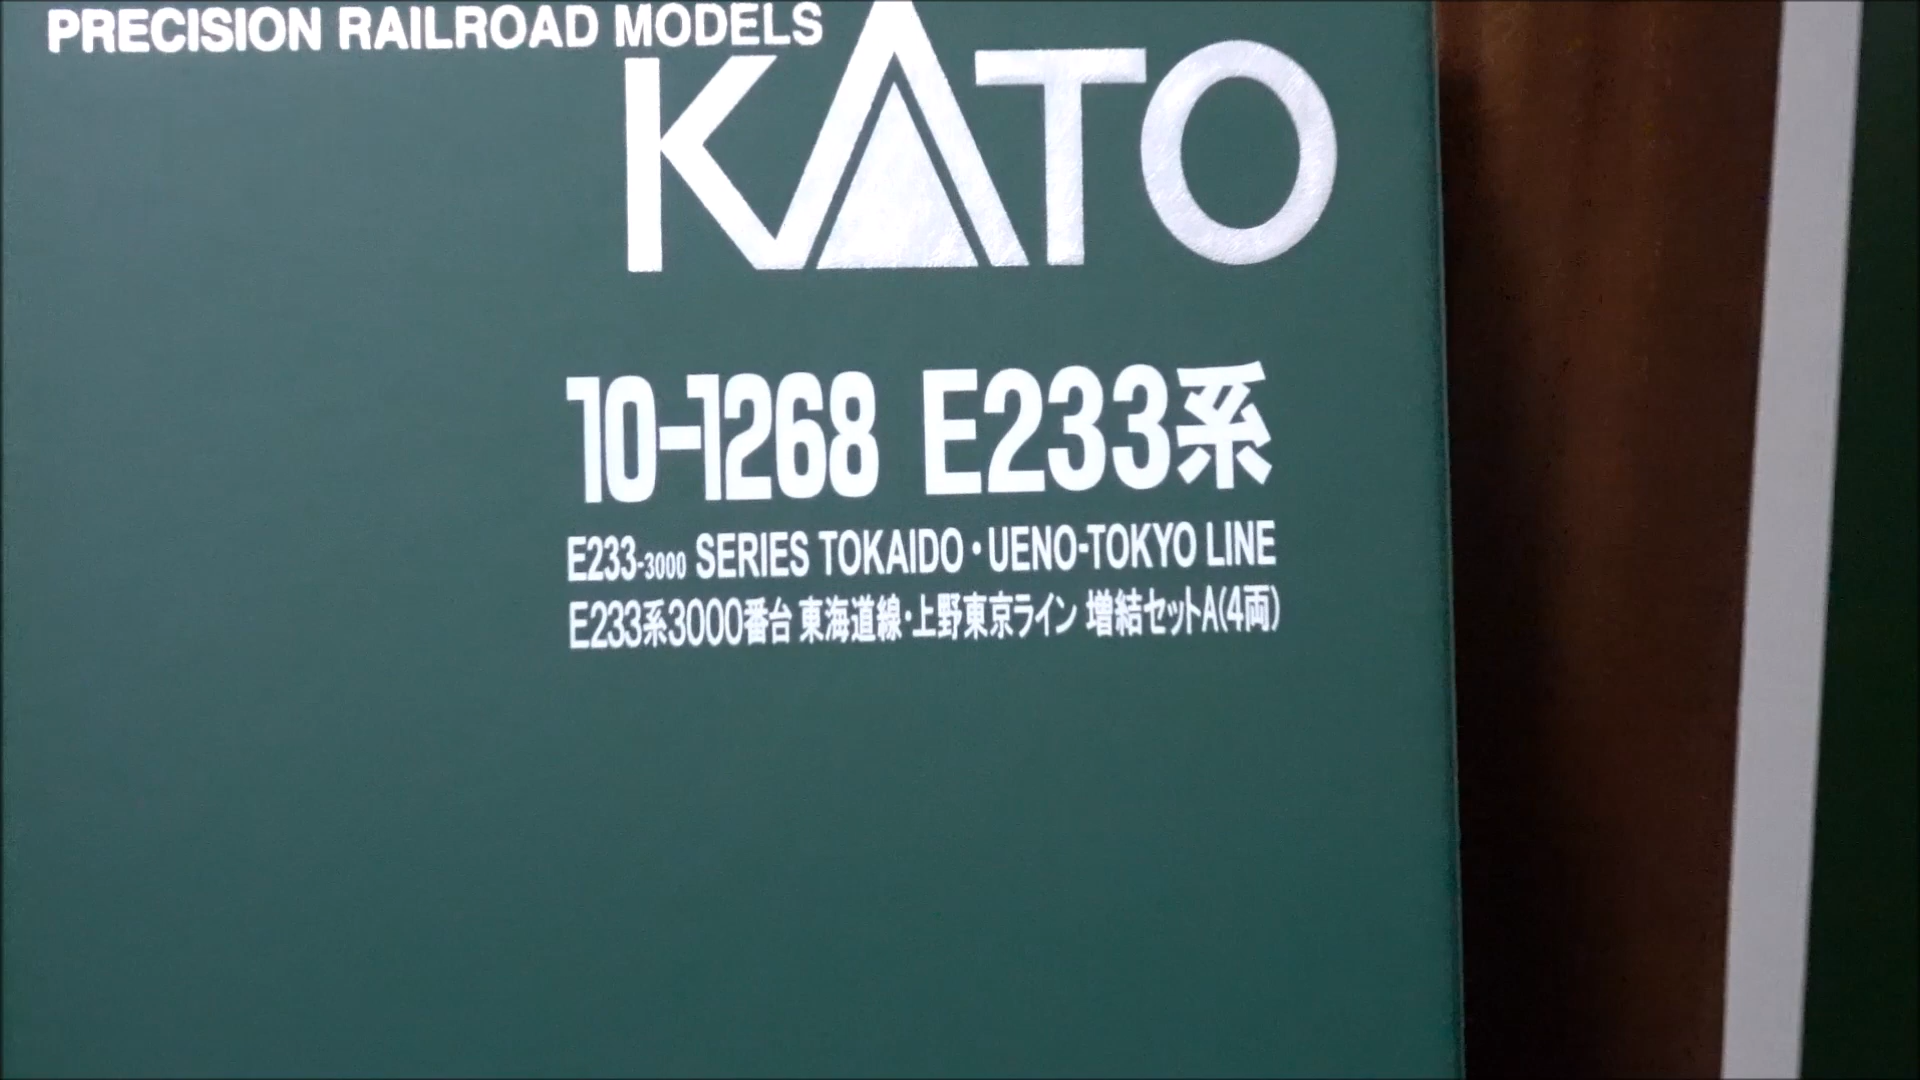 PRECISION RAILROAD MODELS
KATO
10-1268 E233系
E233-3000 SERIES TOKAIDO・UENO-TOKYO LINE
E233系3000番台 東海道線・上野東京ライン 増結セットA(4両)